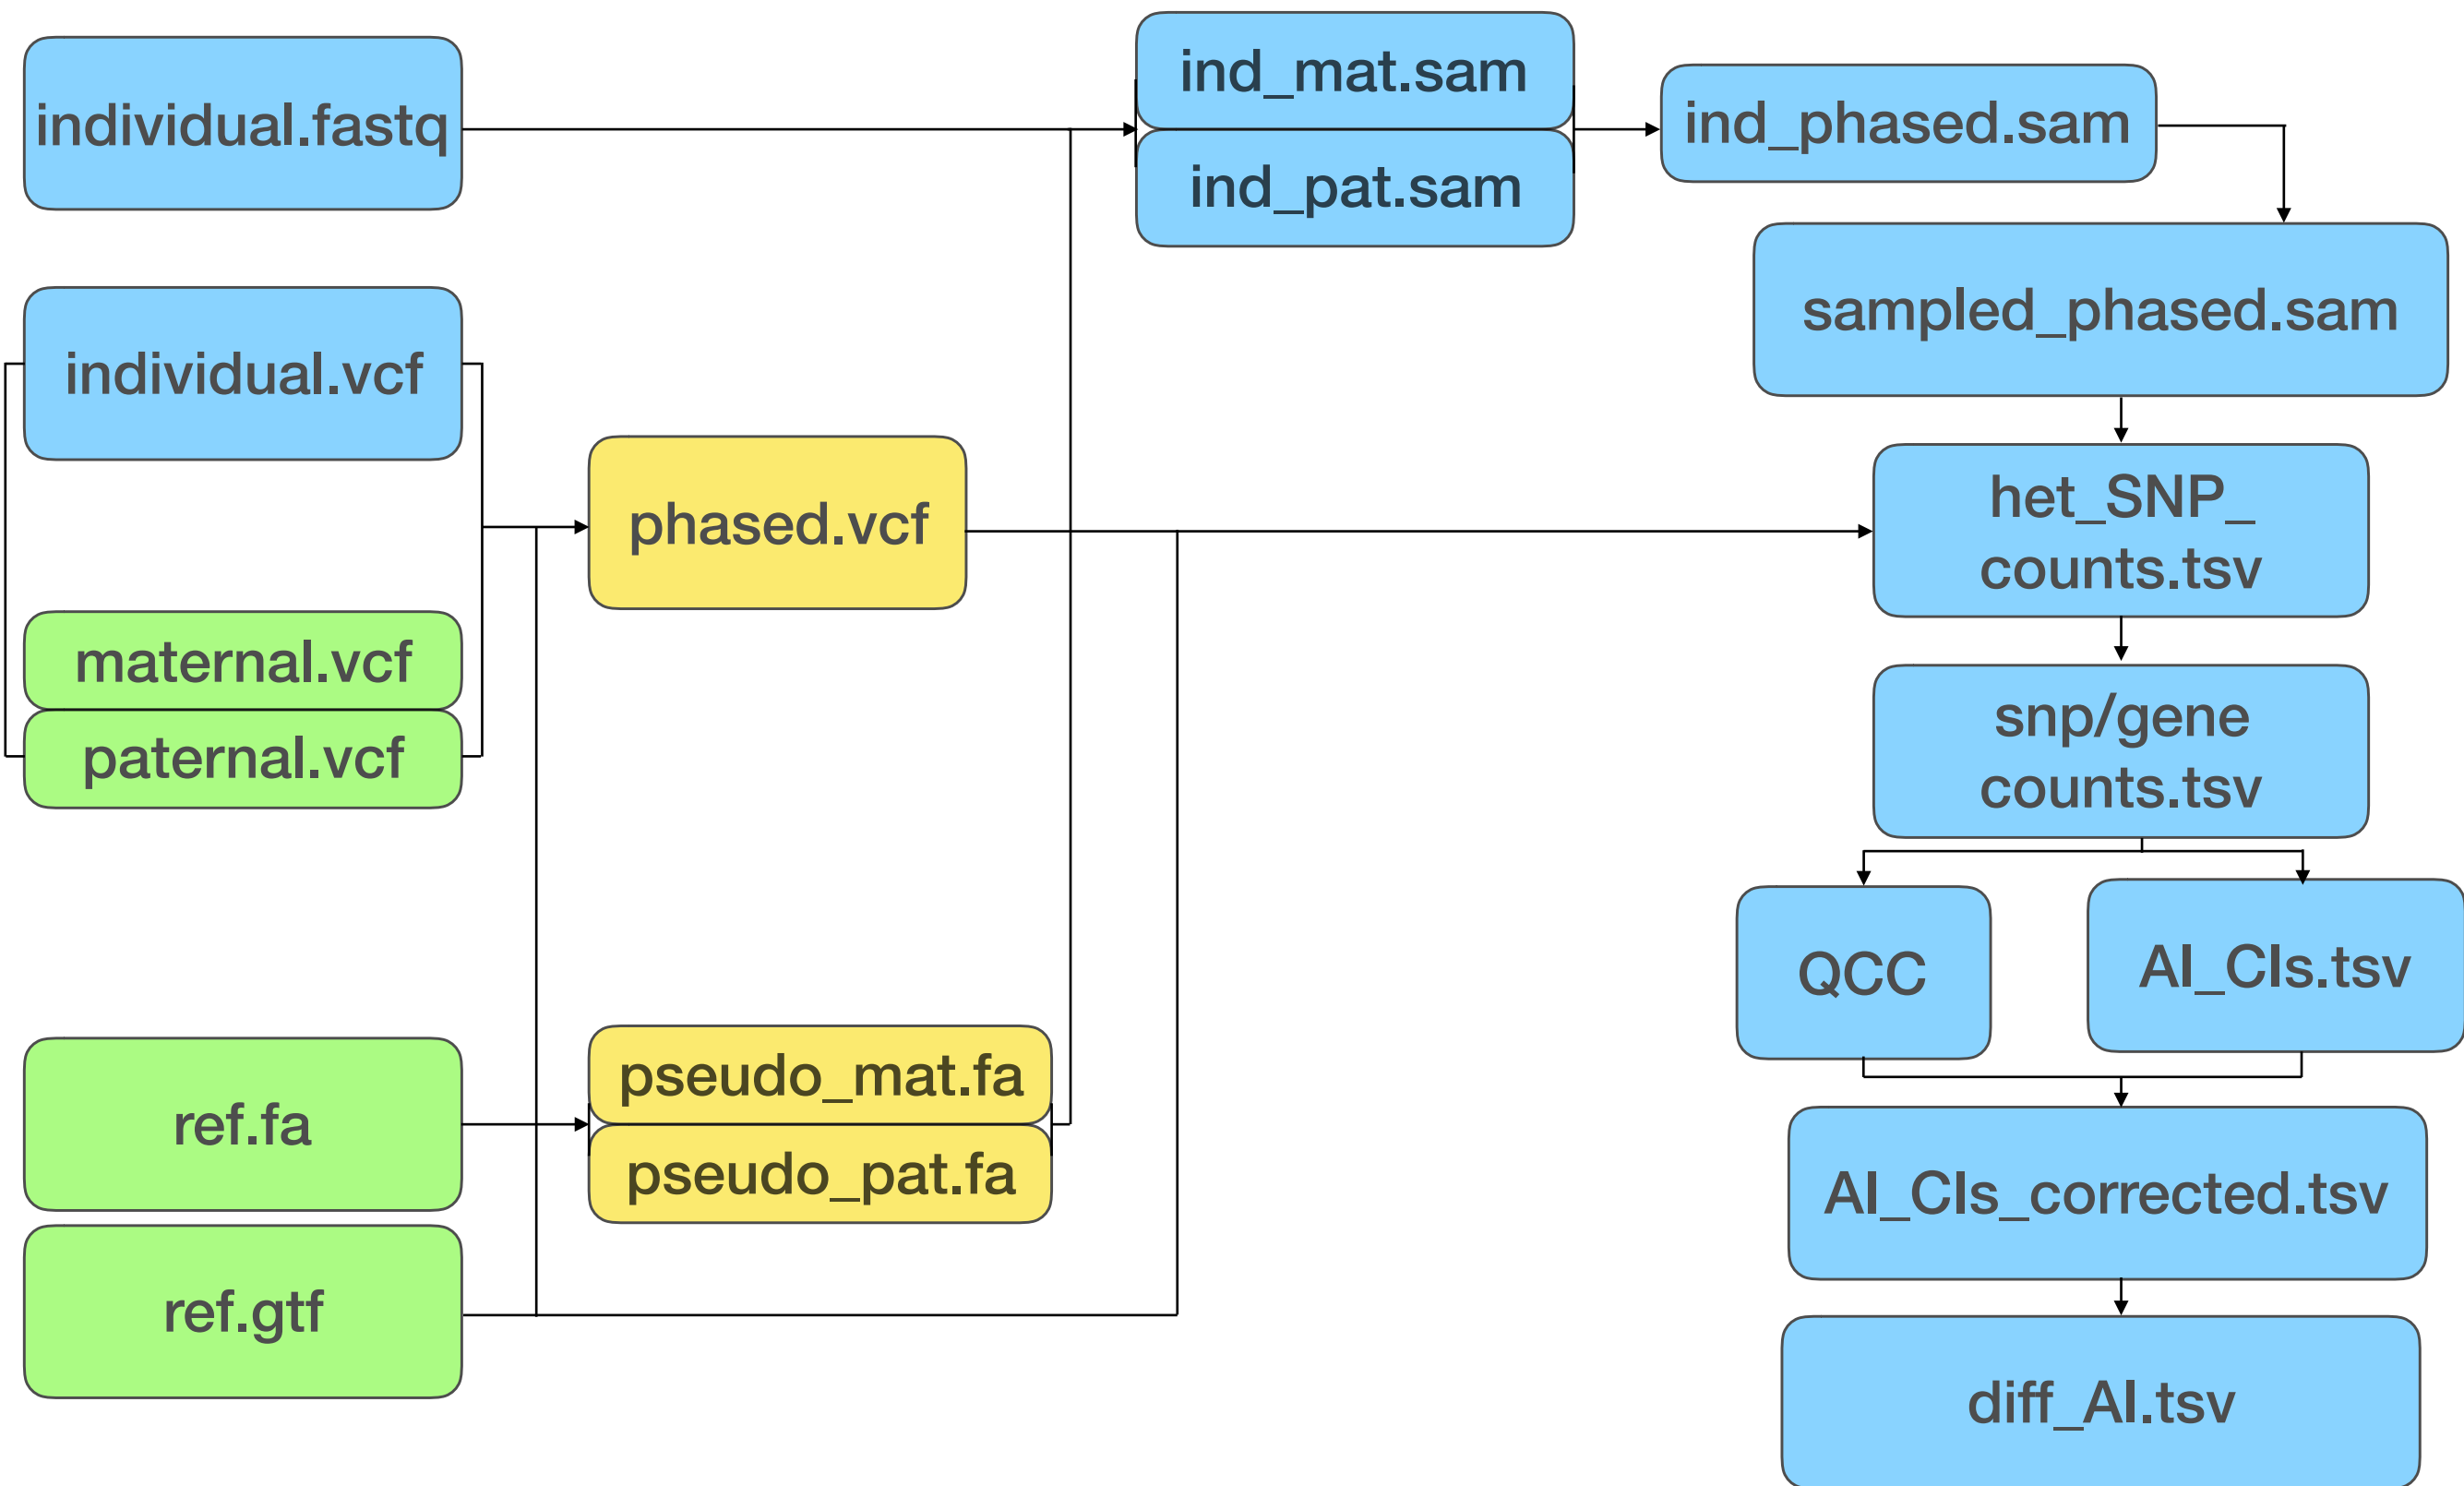 individual.fastq
individual.vcf
maternal.vcf
paternal.vcf
ref.fa
ref.gtf
phased.vcf
pseudo_mat.fa
pseudo_pat.fa
ind_mat.sam
ind_pat.sam
ind_phased.sam
sampled_phased.sam
het_SNP_
counts.tsv
snp/gene
counts.tsv
QCC
AI_CIs.tsv
AI_CIs_corrected.tsv
diff_AI.tsv